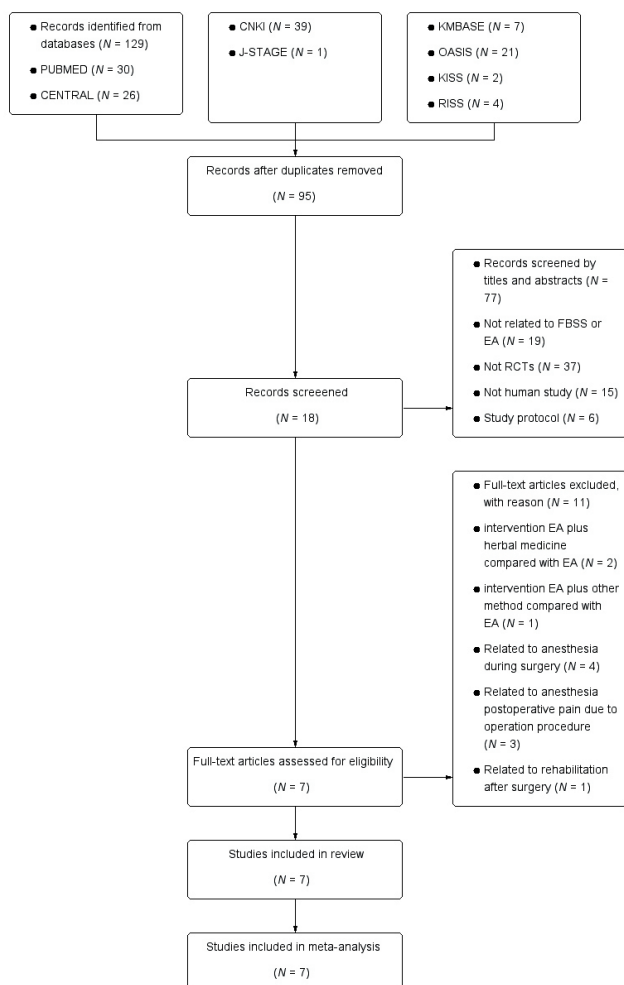 ● Records identified from
databases (N = 129)
● PUBMED (N = 30)
● CENTRAL (N = 26)
● CNKI (N = 39)
● J-STAGE (N = 1)
● KMBASE (N = 7)
● OASIS (N = 21)
● KISS (N = 2)
● RISS (N = 4)
Records after duplicates removed
(N = 95)
● Records screened by
titles and abstracts (N =
77)
● Not related to FBSS or
EA (N = 19)
● Not RCTs (N = 37)
● Not human study (N = 15)
● Study protocol (N = 6)
Records screeened
(N = 18)
● Full-text articles excluded,
with reason (N = 11)
● intervention EA plus
herbal medicine
compared with EA (N = 2)
● intervention EA plus other
method compared with
EA (N = 1)
● Related to anesthesia
during surgery (N = 4)
● Related to anesthesia
postoperative pain due to
operation procedure
(N = 3)
● Related to rehabilitation
after surgery (N = 1)
Full-text articles assessed for eligibility
(N = 7)
Studies included in review
(N = 7)
Studies included in meta-analysis
(N = 7)